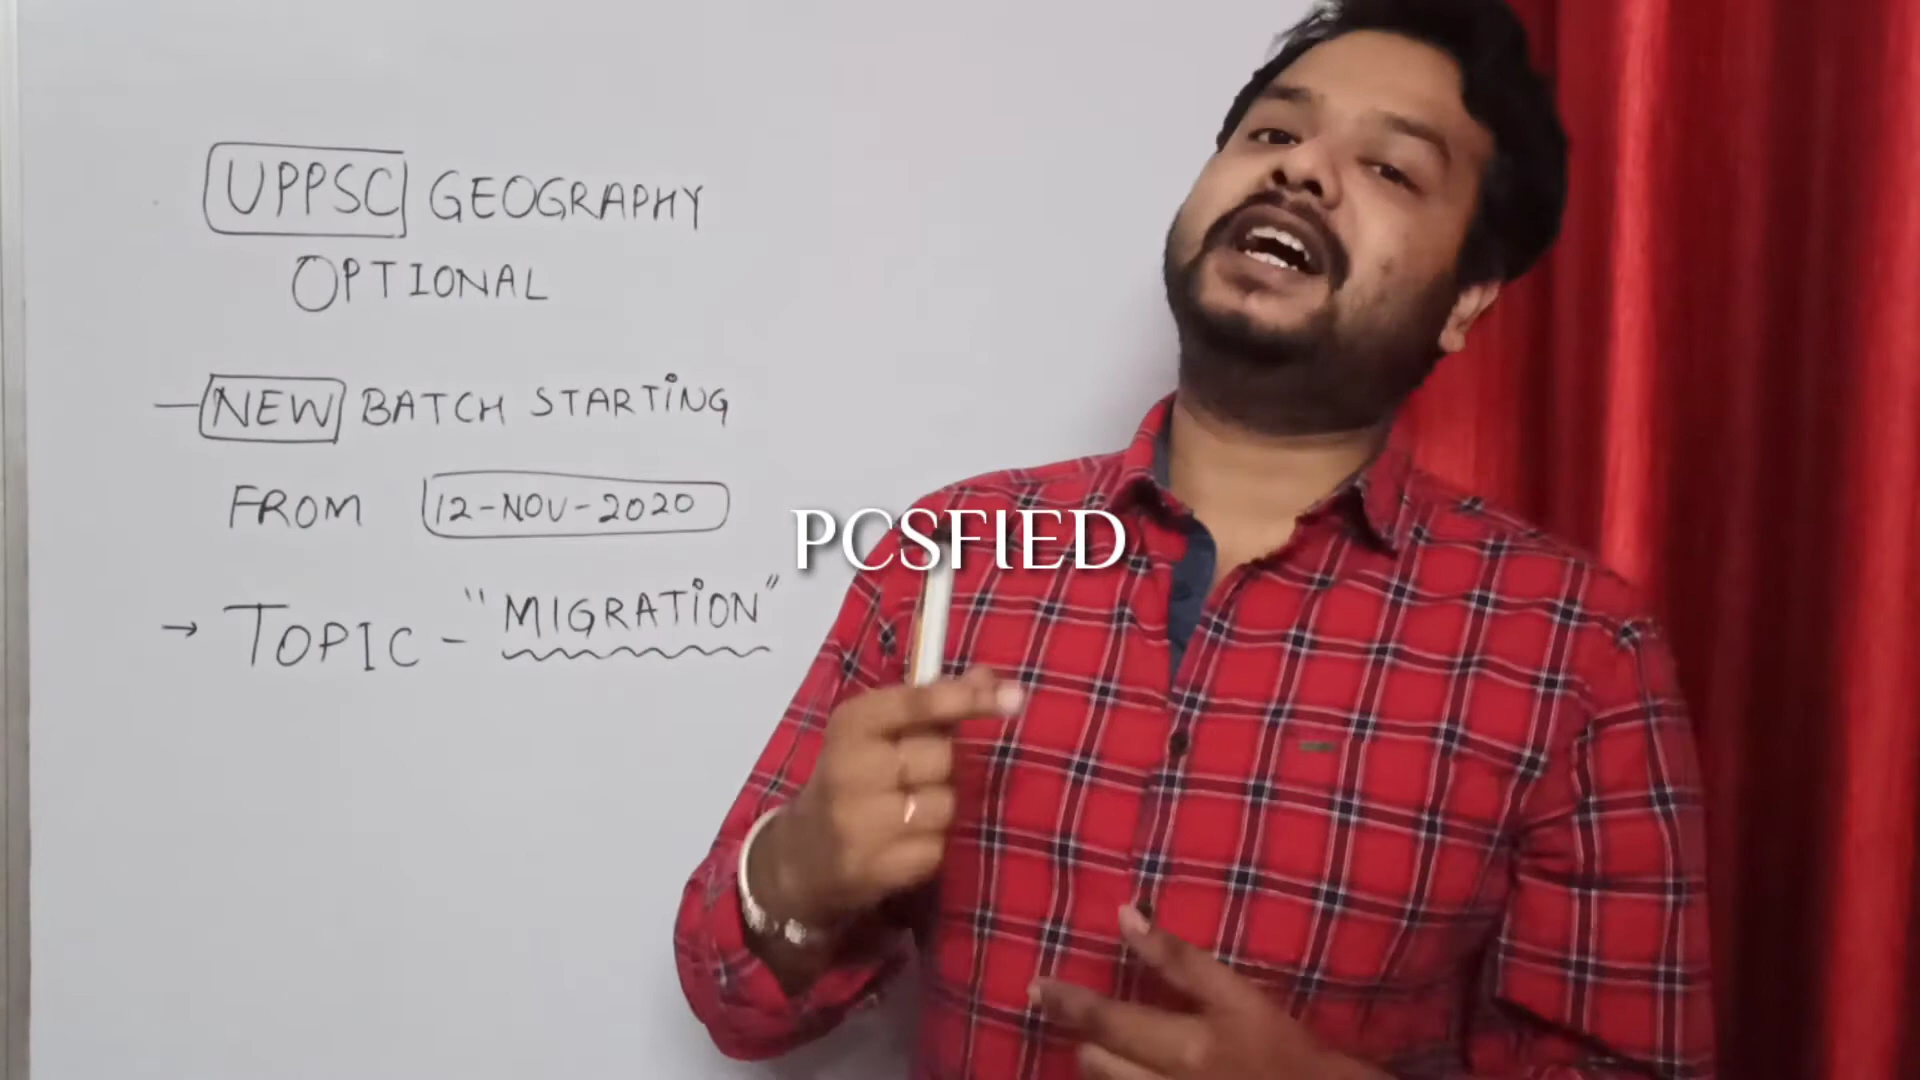 UPPSC GEOGRAPHY
OPTIONAL
— NEW BATCH STARTING
FROM 12-NOV-2020
→ TOPIC - "MIGRATION"
PCSFIED